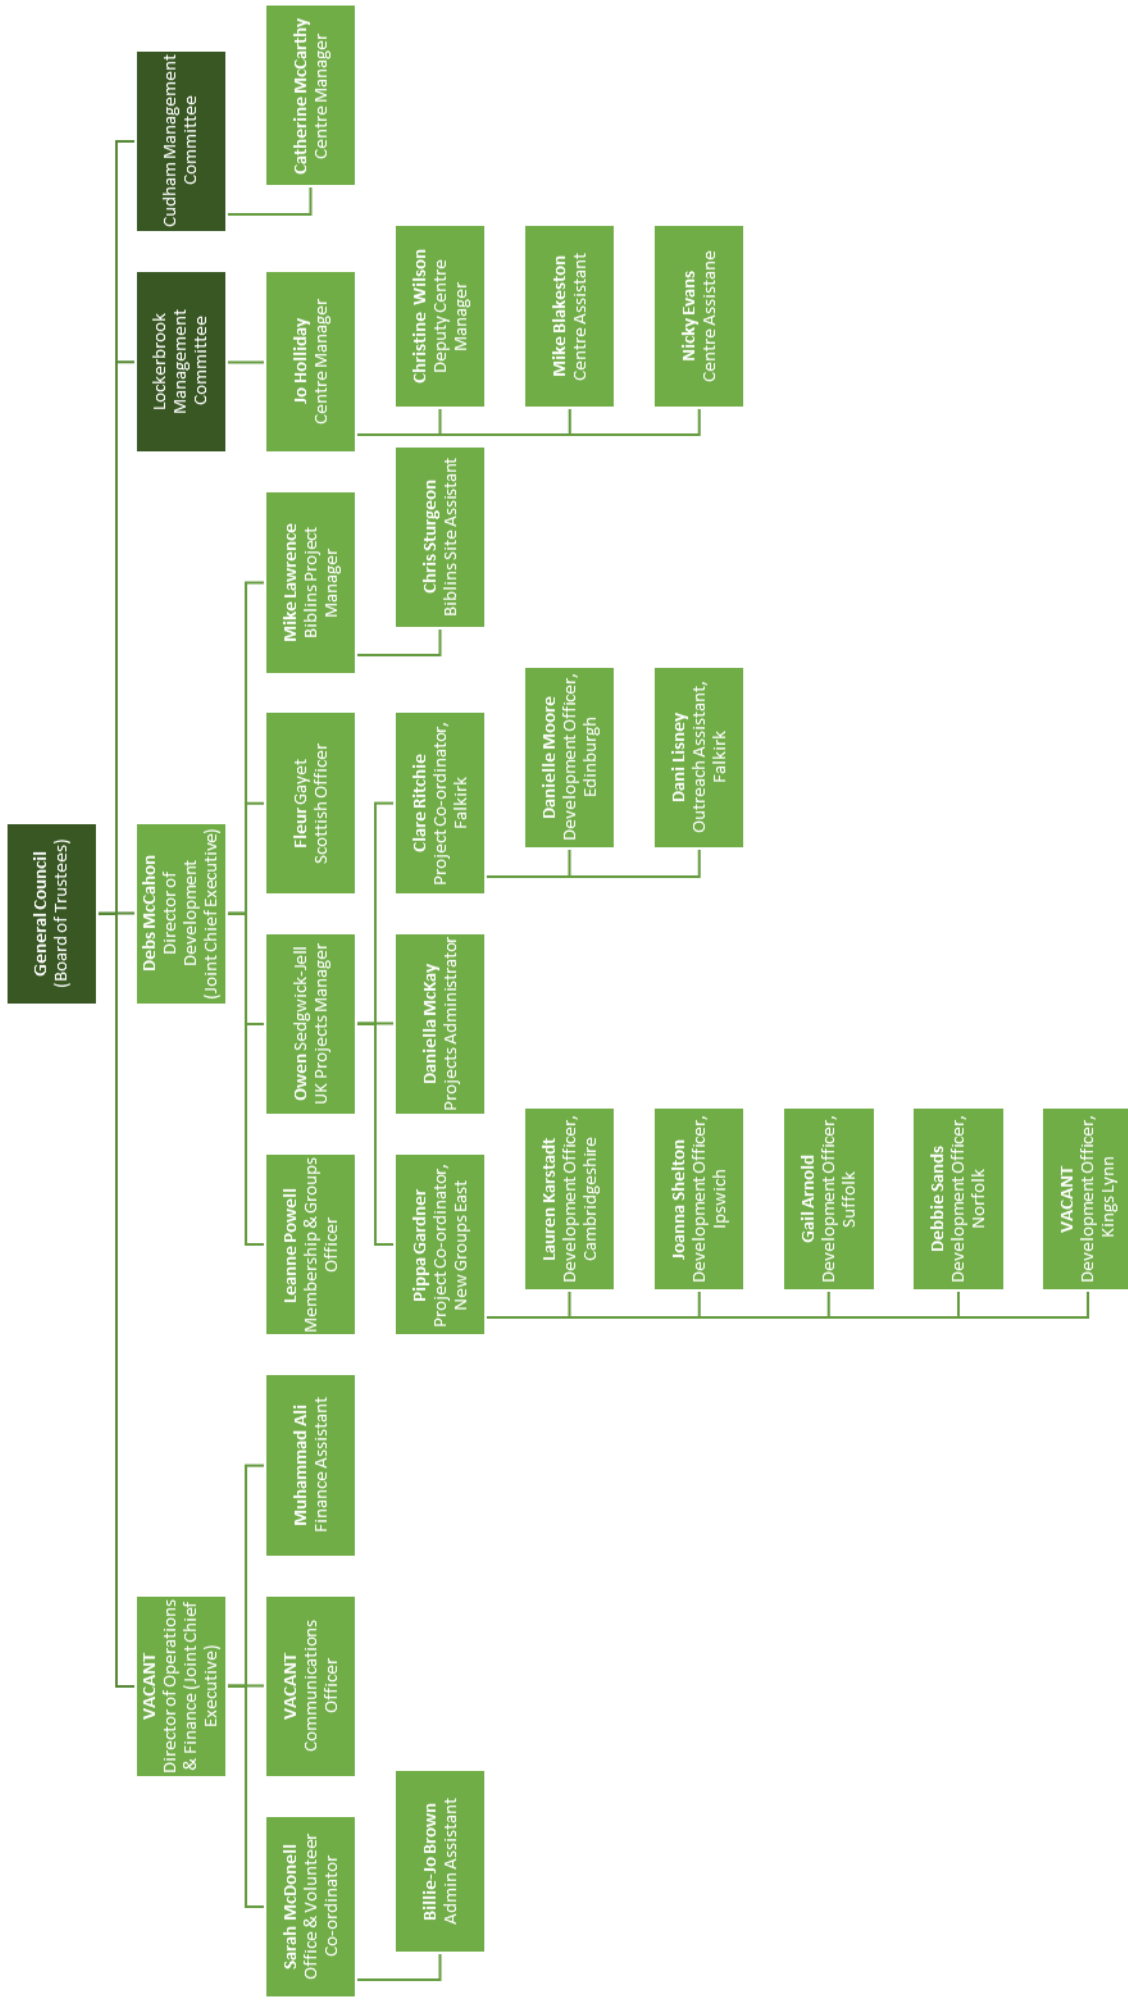 General Council
(Board of Trustees)
VACANT
Director of Operations
& Finance (Joint Chief
Executive)
Debs McCahon
Director of
Development
(Joint Chief Executive)
Lockerbrook
Management
Committee
Cudham Management
Committee
Sarah McDonell
Office & Volunteer
Co-ordinator
VACANT
Communications
Officer
Muhammad Ali
Finance Assistant
Leanne Powell
Membership & Groups
Officer
Owen Sedgwick-Jell
UK Projects Manager
Fleur Gayet
Scottish Officer
Mike Lawrence
Biblins Project
Manager
Jo Holliday
Centre Manager
Catherine McCarthy
Centre Manager
Billie-Jo Brown
Admin Assistant
Pippa Gardner
Project Co-ordinator,
New Groups East
Daniella McKay
Projects Administrator
Clare Ritchie
Project Co-ordinator,
Falkirk
Chris Sturgeon
Biblins Site Assistant
Christine Wilson
Deputy Centre
Manager
Lauren Karstadt
Development Officer,
Cambridgeshire
Danielle Moore
Development Officer,
Edinburgh
Mike Blakeston
Centre Assistant
Joanna Shelton
Development Officer,
Ipswich
Dani Lisney
Outreach Assistant,
Falkirk
Nicky Evans
Centre Assistane
Gail Arnold
Development Officer,
Suffolk
Debbie Sands
Development Officer,
Norfolk
VACANT
Development Officer,
Kings Lynn